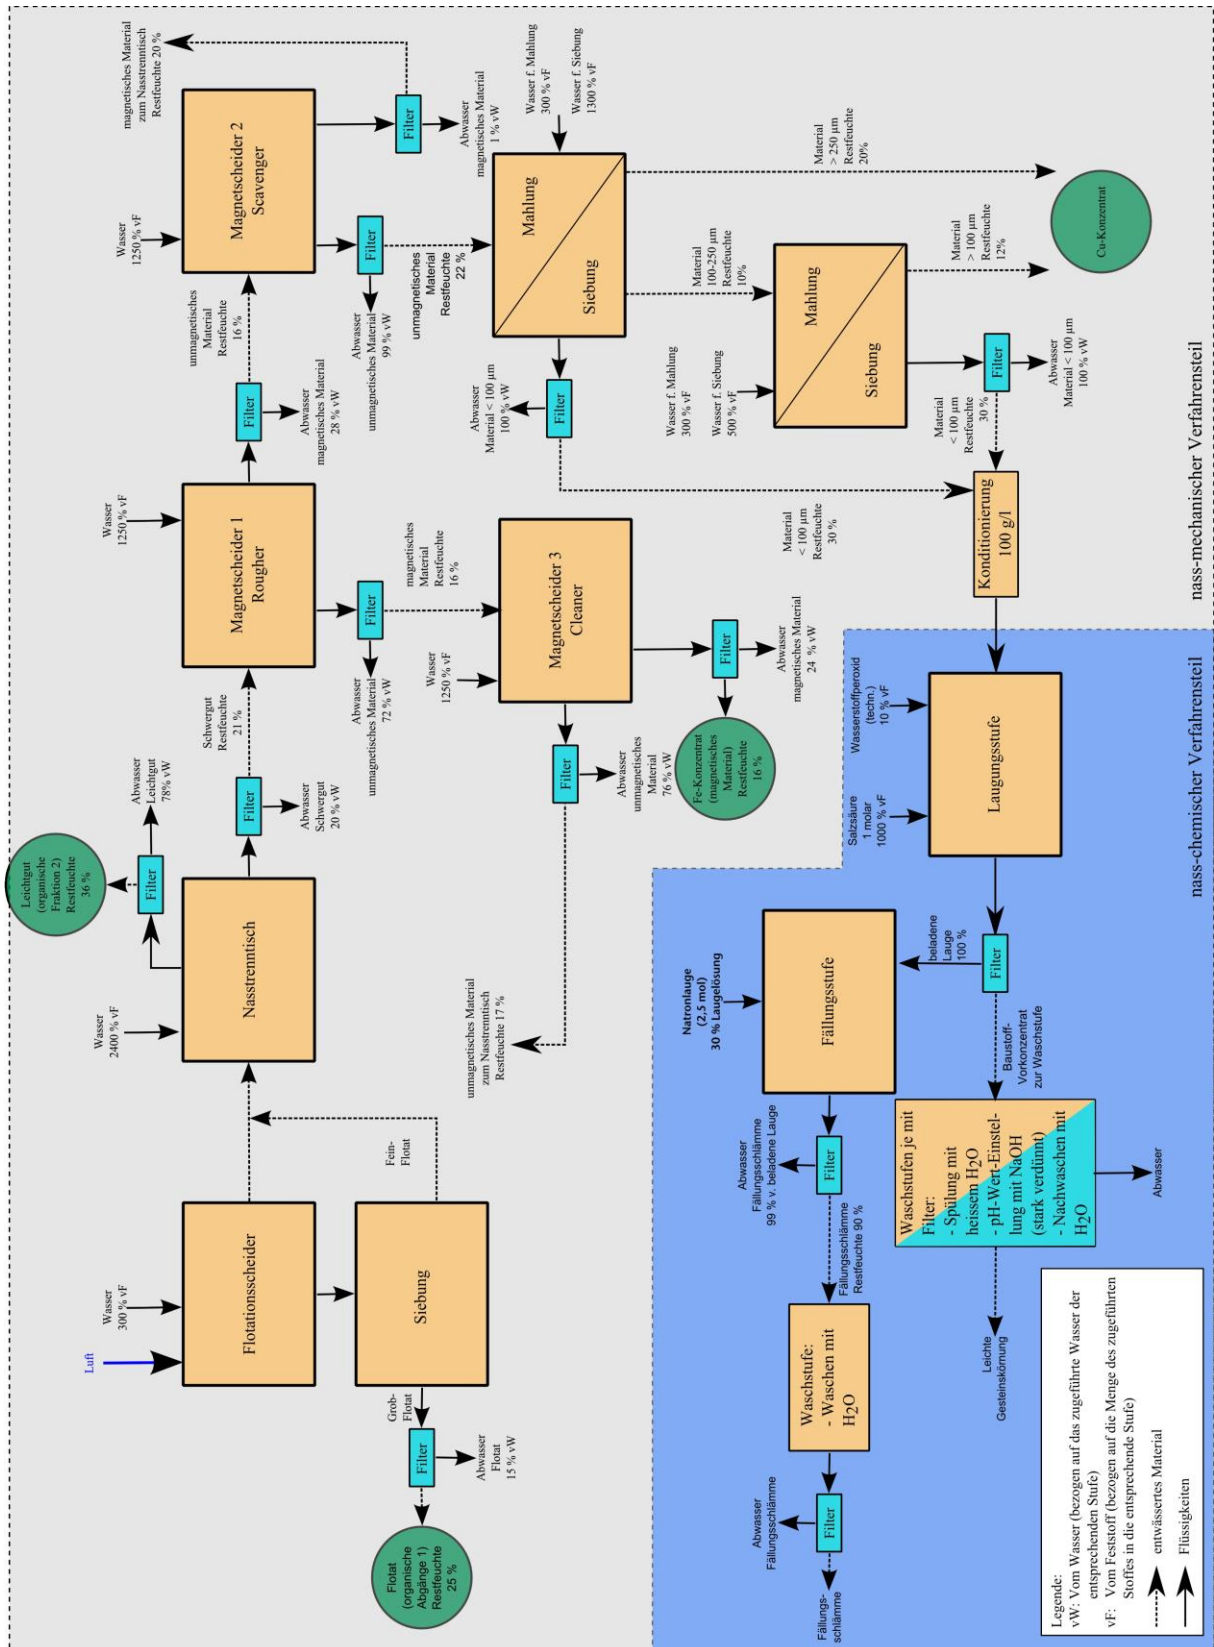 Luft
Wasser
300 % vF
Flotationsscheider
Siebung
Fein-
Flotat
Grob-
Flotat
Filter
Abwasser
Flotat
15 % vW
Flotat
(organische
Abgänge 1)
Restfeuchte
25 %
Wasser
2400 % vF
Nasstrenntisch
Filter
Abwasser
Leichtgut
78% vW
Leichtgut
(organische
Fraktion 2)
Restfeuchte
36 %
Filter
Abwasser
Schwergut
20 % vW
Schwergut
Restfeuchte
21 %
Wasser
1250 % vF
Magnetscheider 1
Rougher
Filter
Abwasser
unmagnetisches Material
72 % vW
magnetisches
Material
Restfeuchte
16 %
Filter
Abwasser
magnetisches Material
28 % vW
unmagnetisches
Material
Restfeuchte
16 %
Wasser
1250 % vF
Magnetscheider 2
Scavenger
Filter
Abwasser
magnetisches Material
1 % vW
magnetisches Material
zum Nasstrenntisch
Restfeuchte 20 %
Filter
Abwasser
unmagnetisches Material
99 % vW
unmagnetisches
Material
Restfeuchte
22 %
Wasser
1250 % vF
Magnetscheider 3
Cleaner
Filter
Abwasser
unmagnetisches
Material
76 % vW
unmagnetisches Material
zum Nasstrenntisch
Restfeuchte 17 %
Filter
Abwasser
magnetisches Material
24 % vW
Fe-Konzentrat
(magnetisches
Material)
Restfeuchte
16 %
Wasser f. Mahlung
300 % vF
Wasser f. Siebung
1300 % vF
Mahlung
Siebung
Filter
Abwasser
Material < 100 µm
100 % vW
Material
< 100 µm
Restfeuchte
30 %
Material
100-250 µm
Restfeuchte
10%
Material
> 250 µm
Restfeuchte
20%
Wasser f. Mahlung
300 % vF
Wasser f. Siebung
500 % vF
Mahlung
Siebung
Material
> 100 µm
Restfeuchte
12%
Cu-Konzentrat
Filter
Abwasser
Material < 100 µm
100 % vW
Material
< 100 µm
Restfeuchte
30 %
Konditionierung
100 g/l
nass-mechanischer Verfahrensteil
nass-chemischer Verfahrensteil
Wasserstoffperoxid
(techn.)
10 % vF
Salzsäure
1 molar
1000 % vF
Laugungsstufe
Filter
beladene
Lauge
100 %
Baustoff-
Vorkonzentrat
zur Waschstufe
Natronlauge
(2,5 mol)
30 % Laugelösung
Fällungsstufe
Filter
Abwasser
Fällungsschlämme
99 % v. beladene Lauge
Fällungsschlämme
Restfeuchte 90 %
Waschstufe:
- Waschen mit
H2O
Filter
Abwasser
Fällungsschlämme
Fällungs-
schlämme
Waschstufen je mit
Filter:
- Spülung mit
heissem H2O
- pH-Wert-Einstel-
lung mit NaOH
(stark verdünnt)
- Nachwaschen mit
H2O
Abwasser
Leichte
Gesteinskörnung
Legende:
vW: Vom Wasser (bezogen auf das zugeführte Wasser der
entsprechenden Stufe)
vF: Vom Feststoff (bezogen auf die Menge des zugeführten
Stoffes in die entsprechende Stufe)
entwässertes Material
Flüssigkeiten